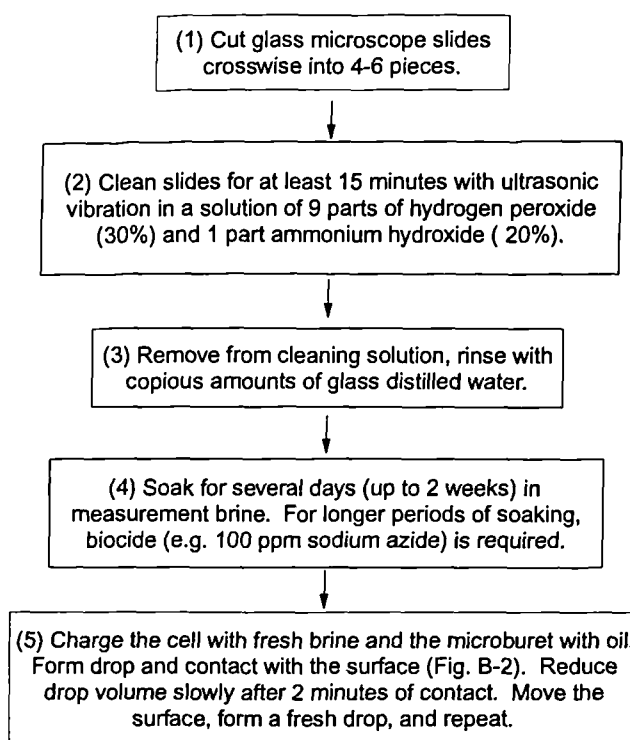 (1) Cut glass microscope slides
crosswise into 4-6 pieces.
(2) Clean slides for at least 15 minutes with ultrasonic
vibration in a solution of 9 parts of hydrogen peroxide
(30%) and 1 part ammonium hydroxide ( 20%).
(3) Remove from cleaning solution, rinse with
copious amounts of glass distilled water.
(4) Soak for several days (up to 2 weeks) in
measurement brine. For longer periods of soaking,
biocide (e.g. 100 ppm sodium azide) is required.
(5) Charge the cell with fresh brine and the microburet with oil.
Form drop and contact with the surface (Fig. B-2). Reduce
drop volume slowly after 2 minutes of contact. Move the
surface, form a fresh drop, and repeat.